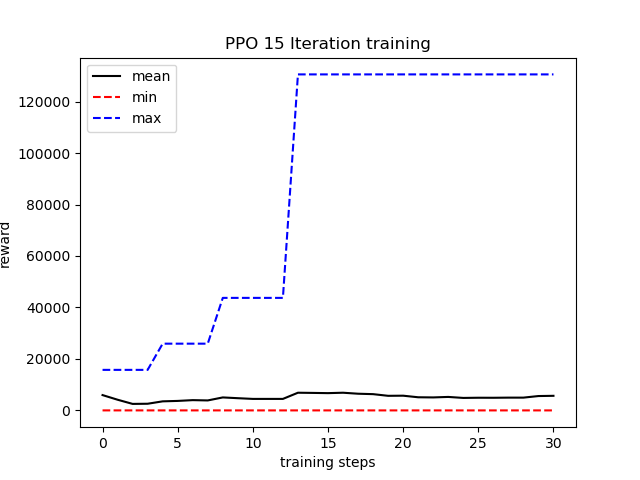 PPO 15 Iteration training
mean
min
max
120000
100000
80000
60000
40000
20000
0
reward
0 5 10 15 20 25 30
training steps